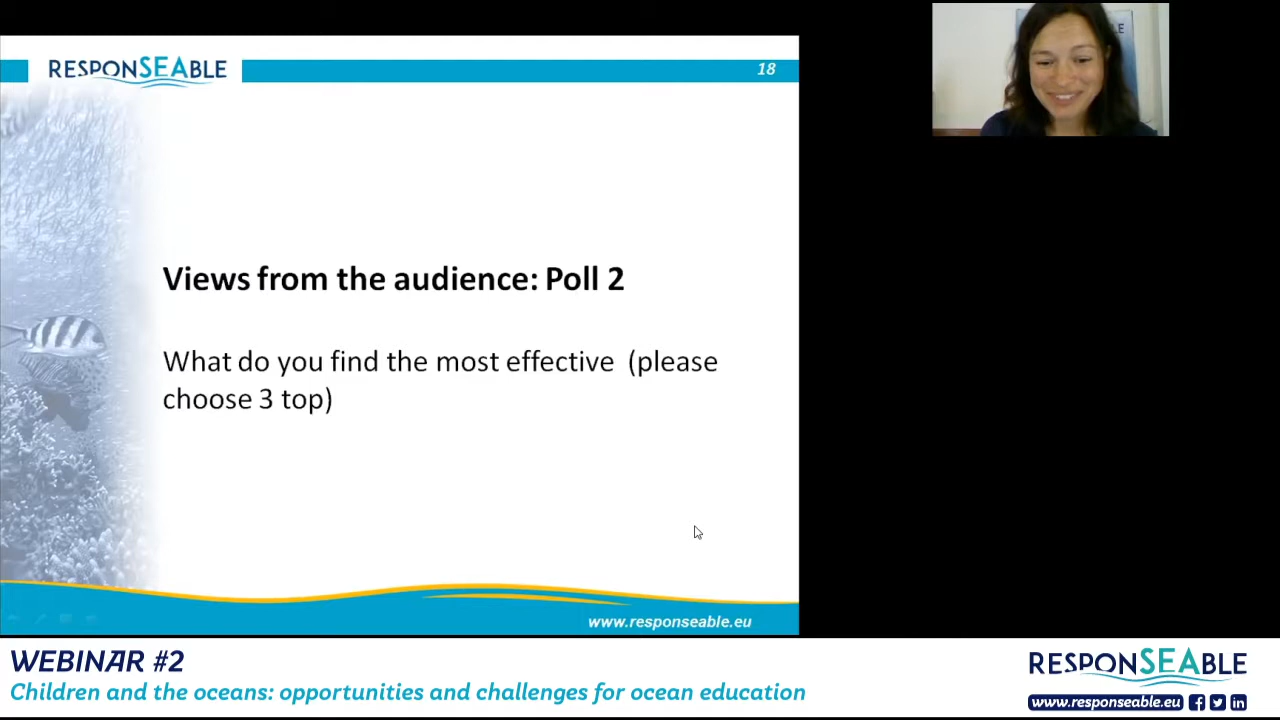 RESPONSEABLE
18
Views from the audience: Poll 2
What do you find the most effective (please
choose 3 top)
www.responseable.eu
LE
WEBINAR #2
Children and the oceans: opportunities and challenges for ocean education
RESPONSEABLE
www.responseable.eu